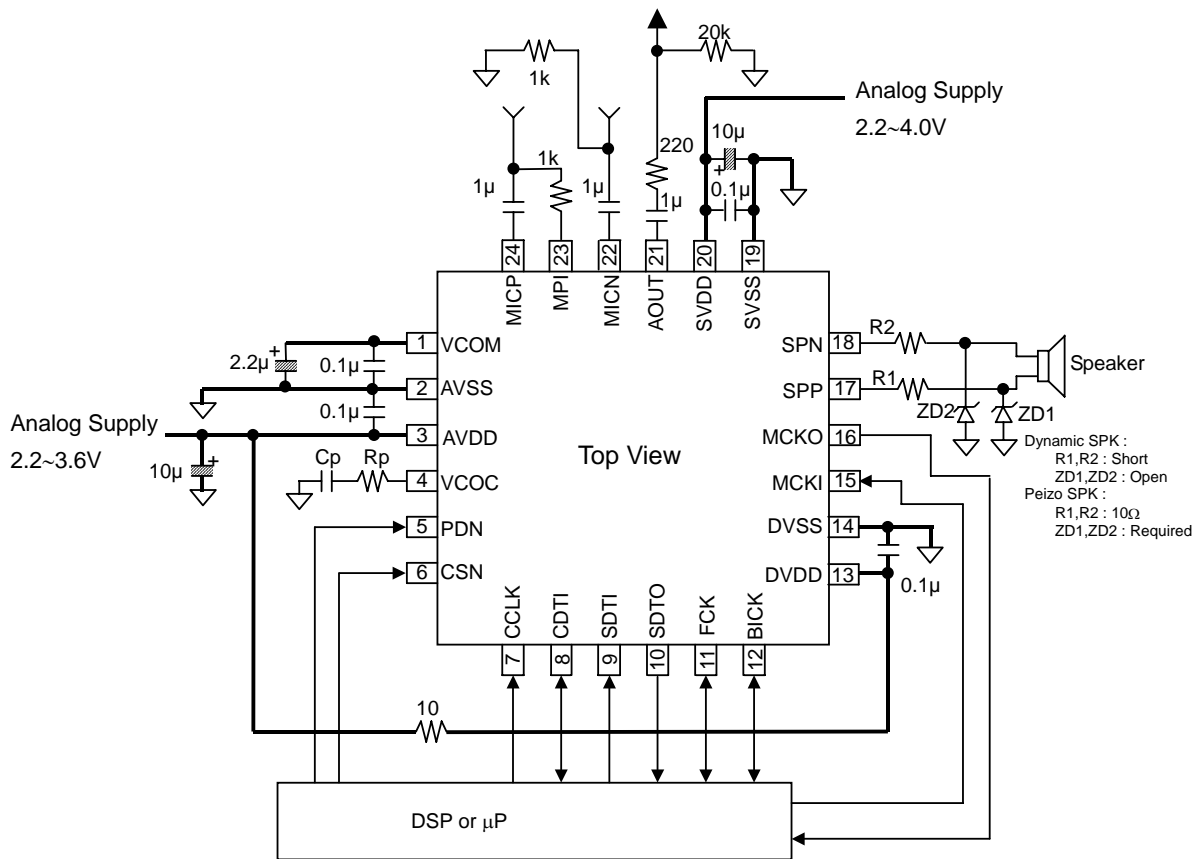 20k
1k
Analog Supply
2.2~4.0V
10µ
+
220
1k
1µ
1µ
1µ
0.1µ
24
23
22
21
20
19
MICP
MPI
MICN
AOUT
SVDD
SVSS
2.2µ
+
0.1µ
1
VCOM
2
AVSS
0.1µ
Analog Supply
2.2~3.6V
3
AVDD
10µ
+
Cp
Rp
4
VCOC
5
PDN
6
CSN
Top View
SPN
18
R2
SPP
17
R1
Speaker
ZD2
ZD1
MCKO
16
MCKI
15
DVSS
14
DVDD
13
0.1µ
Dynamic SPK :
R1,R2 : Short
ZD1,ZD2 : Open
Peizo SPK :
R1,R2 : 10Ω
ZD1,ZD2 : Required
CCLK
CDTI
SDTI
SDTO
FCK
BICK
7
8
9
10
11
12
10
DSP or µP